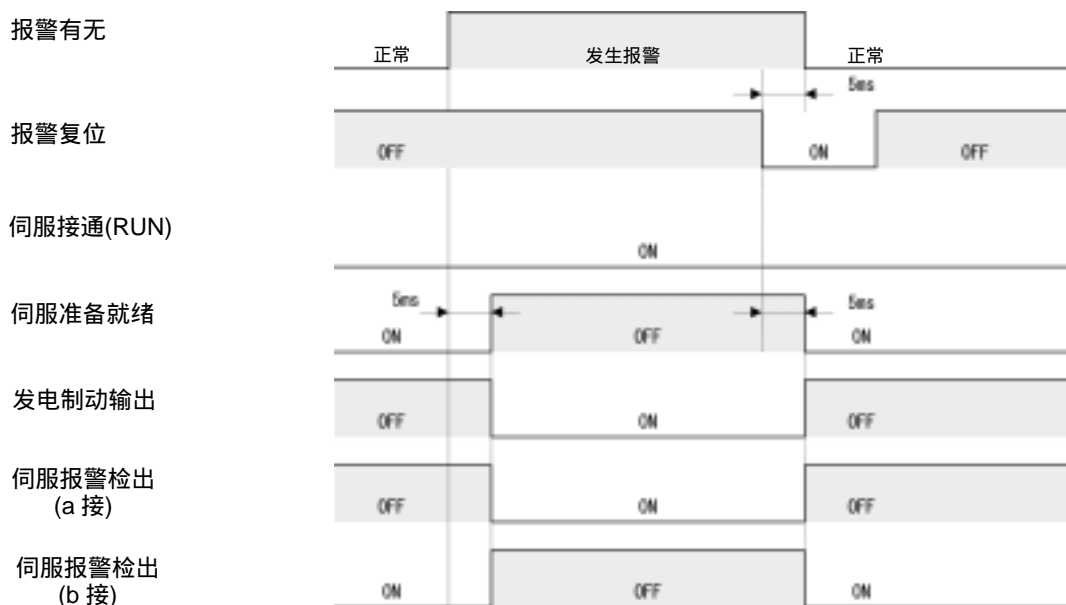 报警有无
正常 发生报警 正常
5ms
报警复位
OFF ON OFF
伺服接通(RUN)
ON
伺服准备就绪
5ms 5ms
ON OFF ON
发电制动输出
OFF ON OFF
伺服报警检出
(a 接)
OFF ON OFF
伺服报警检出
(b 接)
ON OFF ON